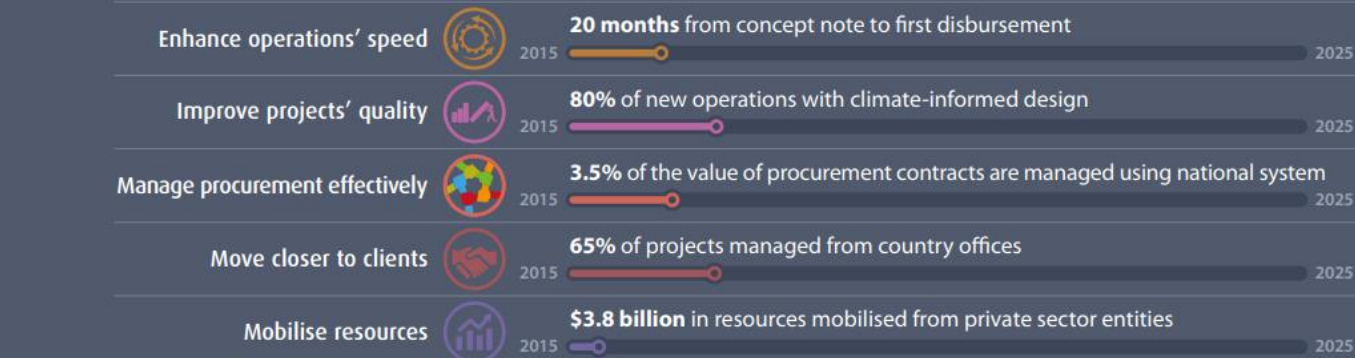 Enhance operations’ speed
20 months from concept note to first disbursement
2015 2025
Improve projects’ quality
80% of new operations with climate-informed design
2015 2025
Manage procurement effectively
3.5% of the value of procurement contracts are managed using national system
2015 2025
Move closer to clients
65% of projects managed from country offices
2015 2025
Mobilise resources
$3.8 billion in resources mobilised from private sector entities
2015 2025